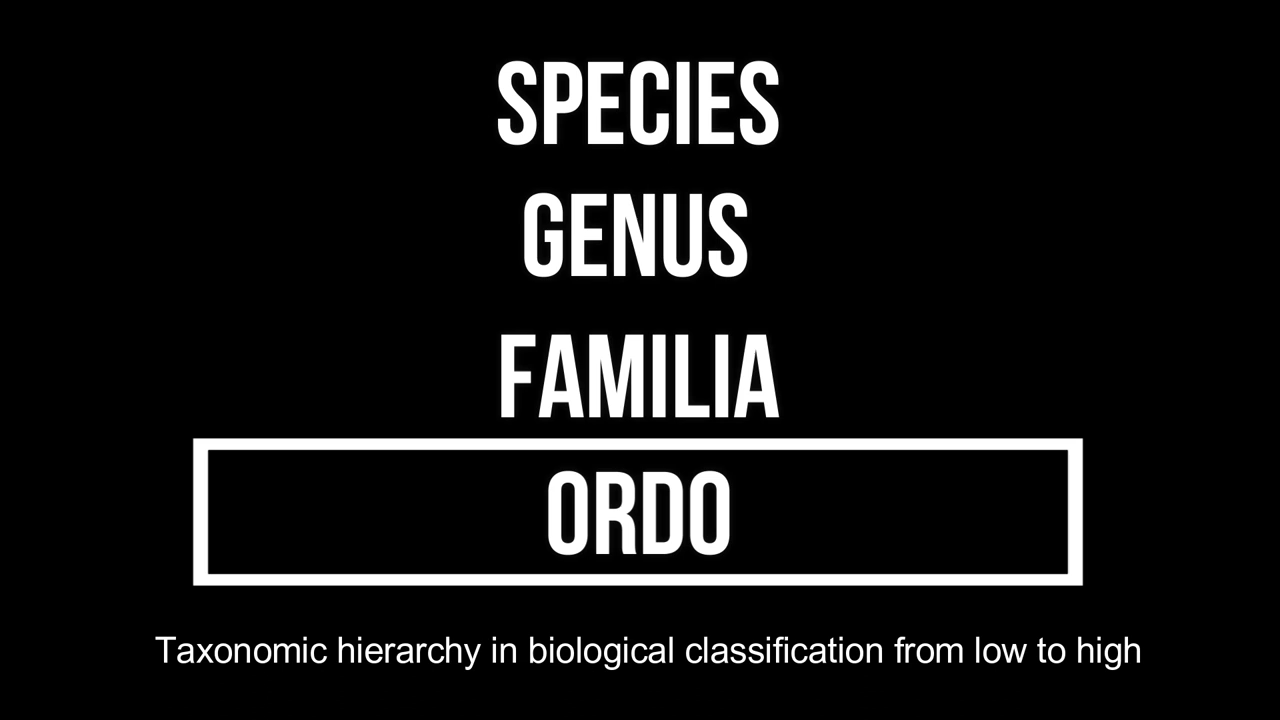 SPECIES
GENUS
FAMILIA
ORDO
Taxonomic hierarchy in biological classification from low to high